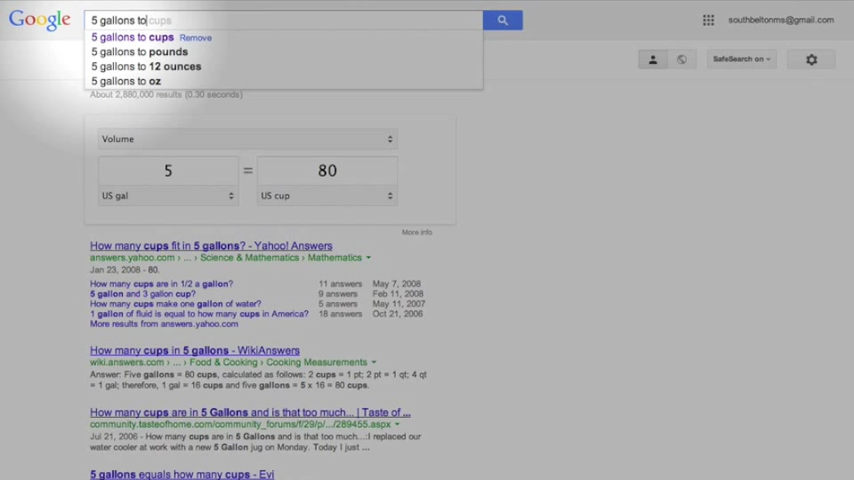 Google 5 gallons to cups southbeltonms@gmail.com
5 gallons to cups Remove
5 gallons to pounds
5 gallons to 12 ounces
5 gallons to oz
SafeSearch on
About 2,880,000 results (0.30 seconds)
Volume
5 = 80
US gal US cup
More info
How many cups fit in 5 gallons? - Yahoo! Answers
answers.yahoo.com › ... › Science & Mathematics › Mathematics
Jan 23, 2008 - 80.
How many cups are in 1/2 a gallon? 11 answers May 7, 2008
5 gallon and 3 gallon cup? 9 answers Feb 11, 2008
How many cups make one gallon of water? 5 answers May 11, 2007
1 gallon of fluid is equal to how many cups in America? 18 answers Oct 21, 2006
More results from answers.yahoo.com
How many cups in 5 gallons - WikiAnswers
wiki.answers.com › ... › Food & Cooking › Cooking Measurements
Answer: Five gallons = 80 cups, calculated as follows: 2 cups = 1 pt; 2 pt = 1 qt; 4 qt
= 1 gal; therefore, 1 gal = 16 cups and five gallons = 5 x 16 = 80 cups.
How many cups are in 5 Gallons and is that too much... | Taste of ...
community.tasteofhome.com/community_forums/f/29/p/.../289455.aspx
Jul 21, 2006 - How many cups are in 5 Gallons and is that too much...:I replaced our
water cooler at work with a new 5 Gallon jug on Monday. Today I just ...
5 gallons equals how many cups - Evi